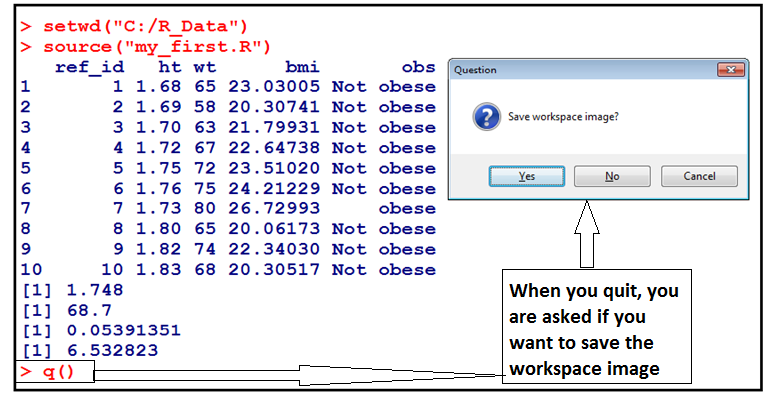 > setwd("C:/R_Data")
> source("my_first.R")
ref_id ht wt bmi obs
1 1 1.68 65 23.03005 Not obese
2 2 1.69 58 20.30741 Not obese
3 3 1.70 63 21.79931 Not obese
4 4 1.72 67 22.64738 Not obese
5 5 1.75 72 23.51020 Not obese
6 6 1.76 75 24.21229 Not obese
7 7 1.73 80 26.72993 obese
8 8 1.80 65 20.06173 Not obese
9 9 1.82 74 22.34030 Not obese
10 10 1.83 68 20.30517 Not obese
[1] 1.748
[1] 68.7
[1] 0.05391351
[1] 6.532823
> q()
Question
Save workspace image?
Yes No Cancel
When you quit, you
are asked if you
want to save the
workspace image